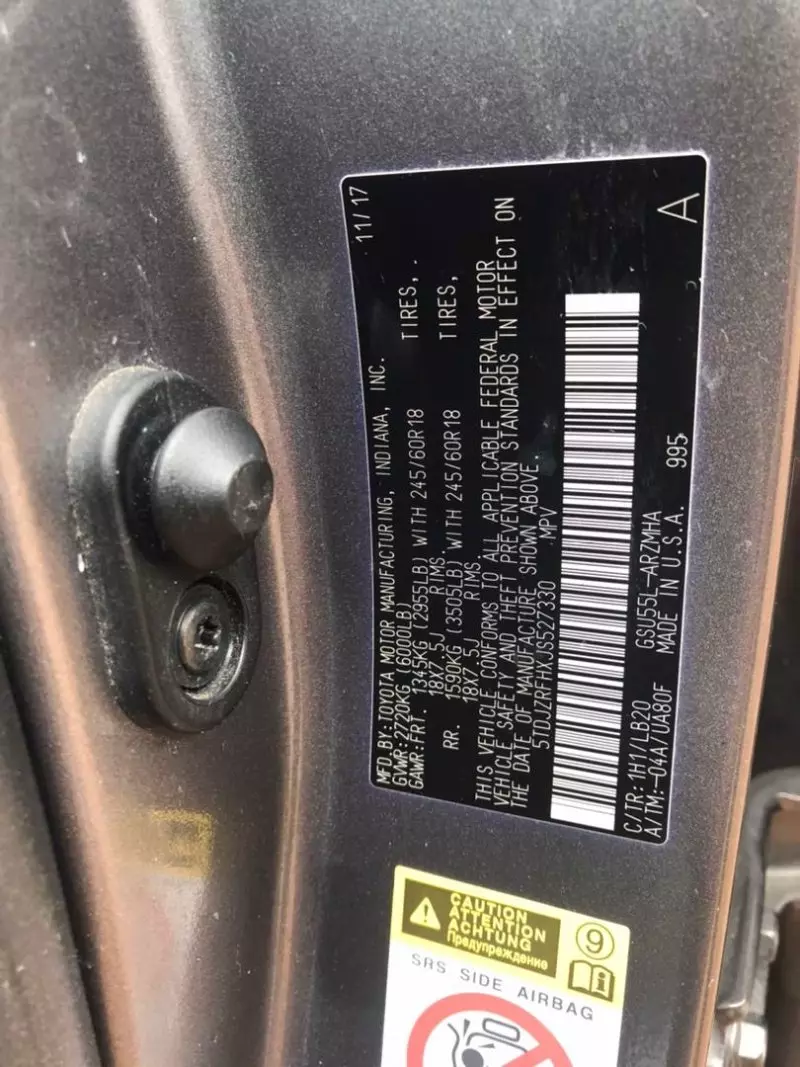 MFD.BY:TOYOTA MOTOR MANUFACTURING, INDIANA, INC. 11/17
GVWR:2720KG (6000LB)
GAWR:FRT. 1345KG (2955LB) WITH 245/60R18 TIRES, .
18X7.5J RIMS
RR. 1590KG (3505LB) WITH 245/60R18 TIRES,
18X7.5J RIMS
THIS VEHICLE CONFORMS TO ALL APPLICABLE FEDERAL MOTOR
VEHICLE SAFETY AND THEFT PREVENTION STANDARDS IN EFFECT ON
THE DATE OF MANUFACTURE SHOWN ABOVE.
5TDJZRFHXJS527330 MPV
C/TR:1H1/LB20 GSU55L-ARZMHA 995
A/TM:-04A/UA80F MADE IN U.S.A. A
CAUTION
ATTENTION
ACHTUNG
Предупреждение
9
i
SRS SIDE AIRBAG